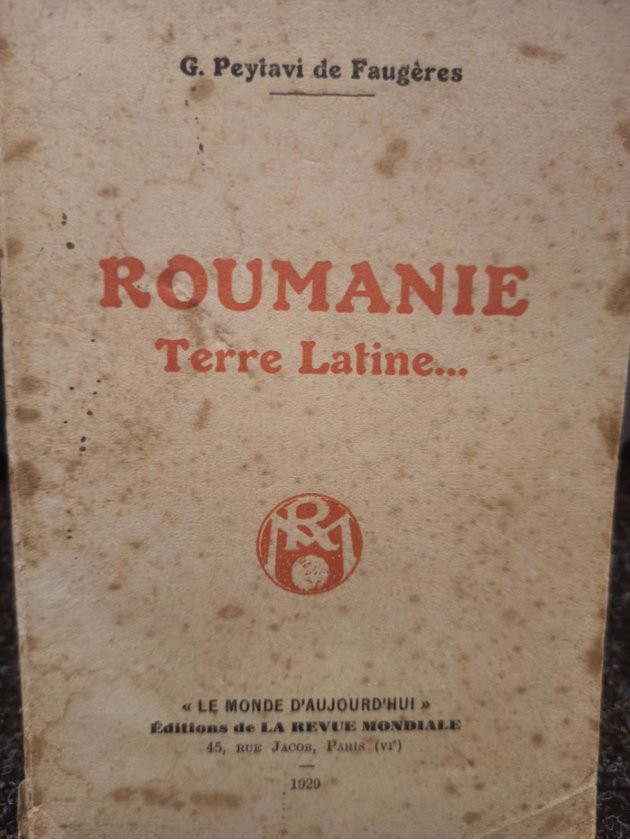 G. Peytavi de Faugères
ROUMANIE
Terre Latine...
RM
« LE MONDE D'AUJOURD'HUI »
Éditions de LA REVUE MONDIALE
45, RUE JACOB, PARIS (VIᵉ)
1929